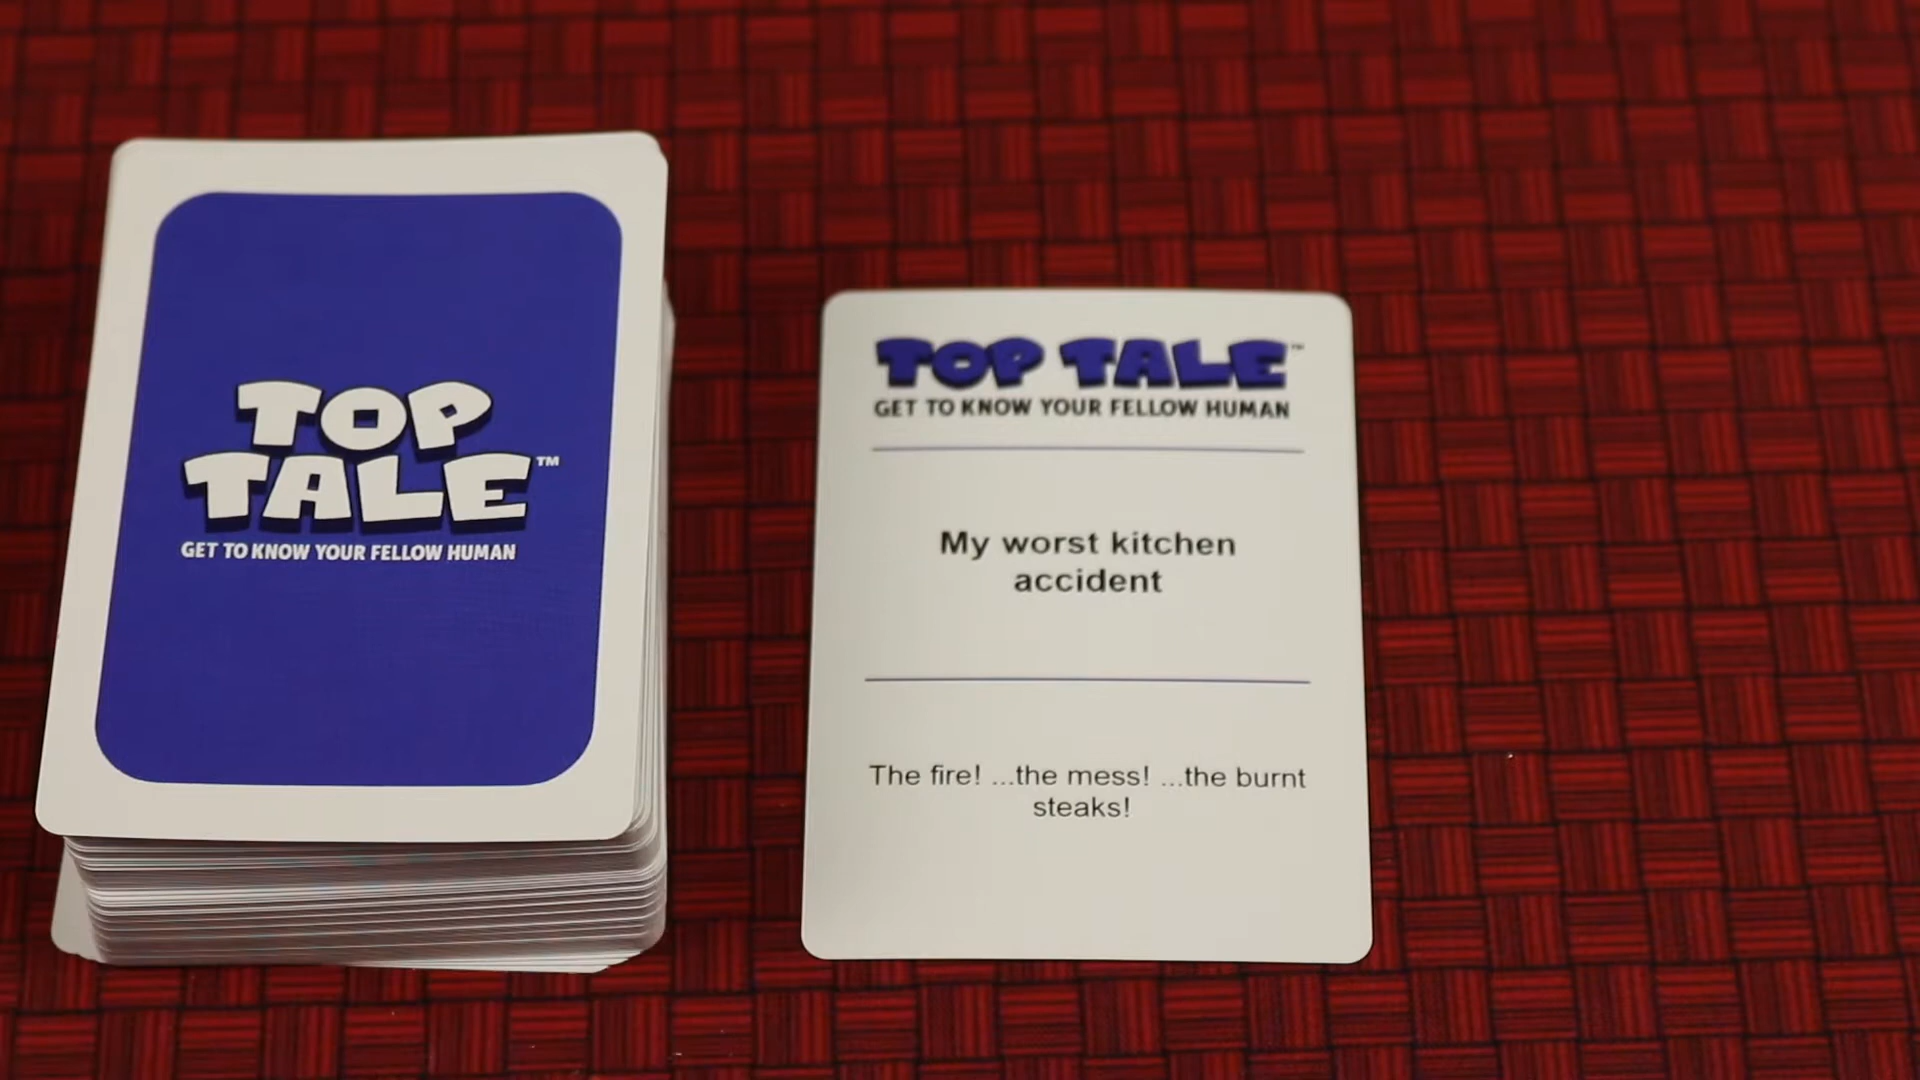 TOP
TALE™
GET TO KNOW YOUR FELLOW HUMAN
TOP TALE™
GET TO KNOW YOUR FELLOW HUMAN
My worst kitchen
accident
The fire! ...the mess! ...the burnt
steaks!